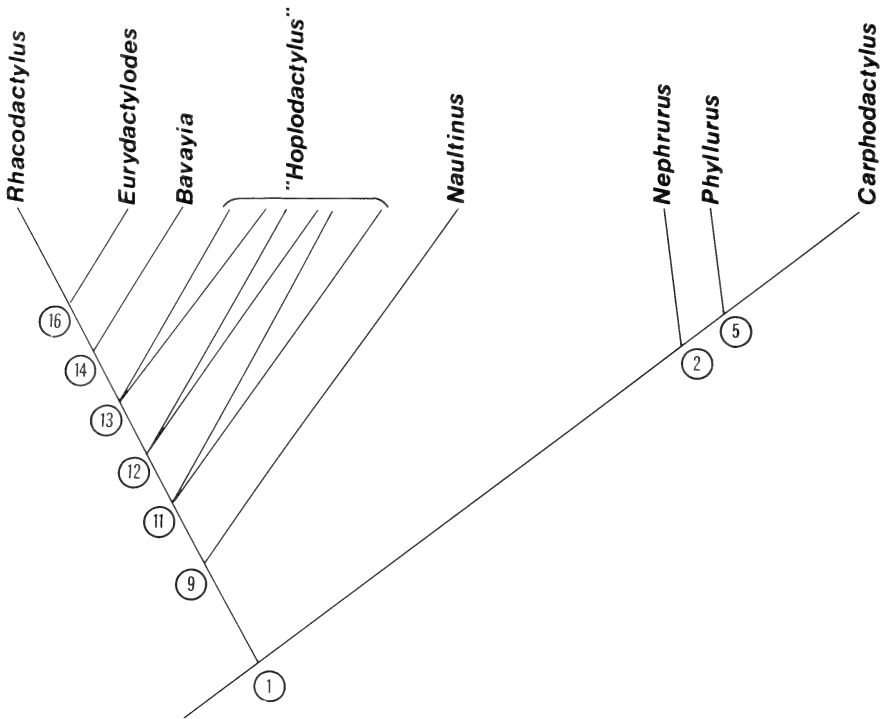 Rhacodactylus
Eurydactylodes
Bavayia
"Hoplodactylus"
Naultinus
Nephrurus
Phyllurus
Carphodactylus
16
14
13
12
11
9
1
2
5